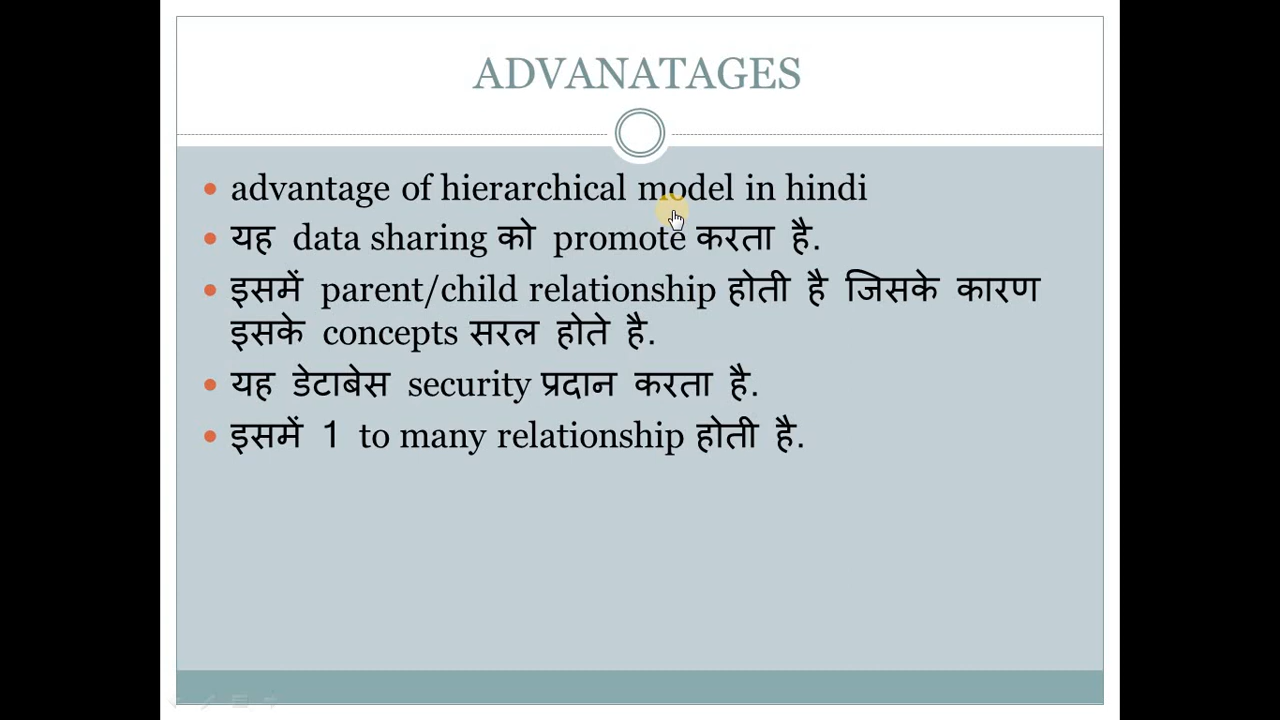 ADVANATAGES
advantage of hierarchical model in hindi
यह data sharing को promote करता है.
इसमें parent/child relationship होती है जिसके कारण
इसके concepts सरल होते है.
यह डेटाबेस security प्रदान करता है.
इसमें 1 to many relationship होती है.